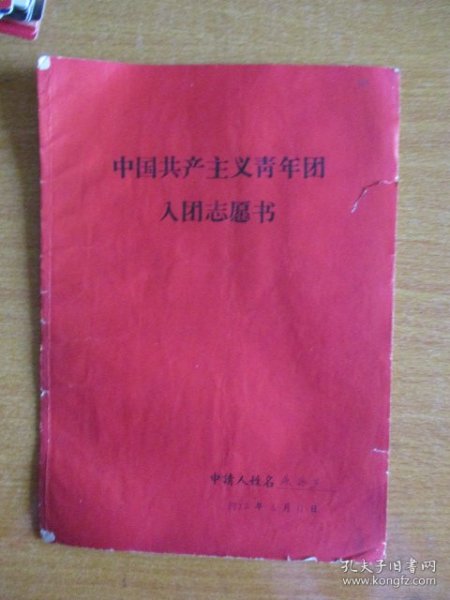 中国共产主义青年团
入团志愿书
申请人姓名
年 月 日
孔夫子旧书网
www.kongfz.com